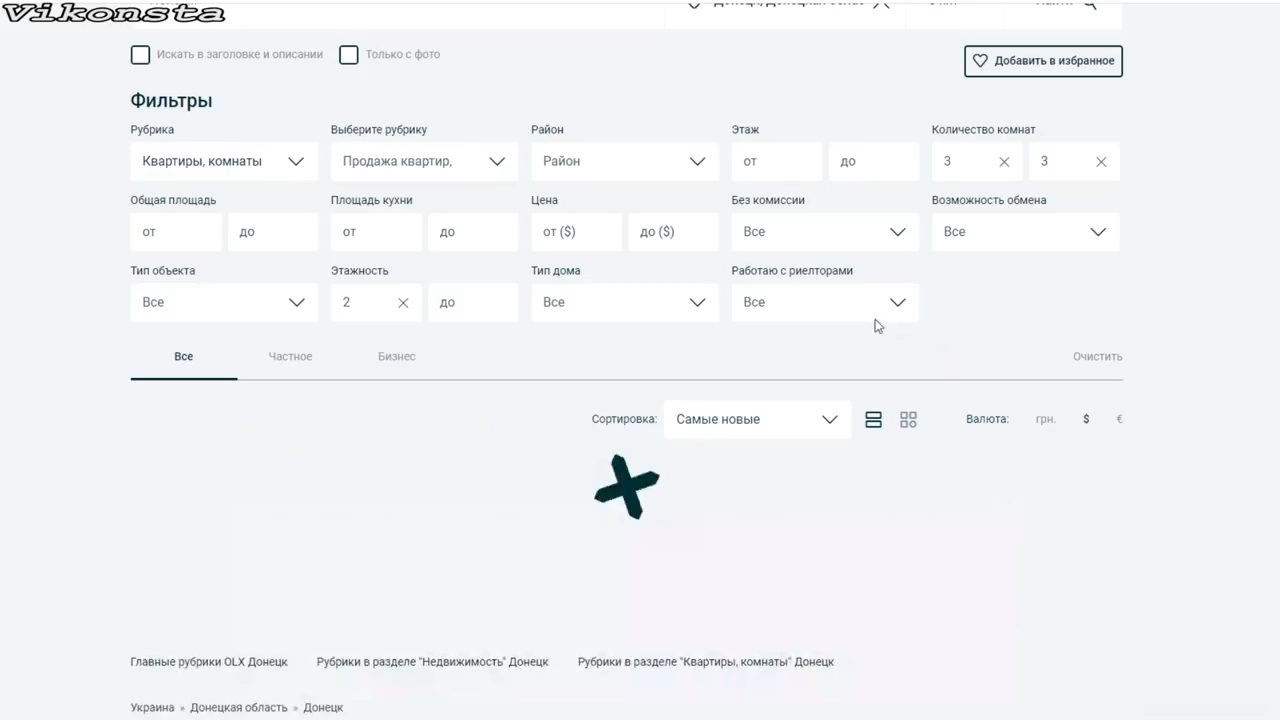 Vikonsta
Искать в заголовке и описании
Только с фото
Добавить в избранное
Фильтры
Рубрика
Выберите рубрику
Район
Этаж
Количество комнат
Квартиры, комнаты
Продажа квартир,
Район
от
до
3
3
Общая площадь
Площадь кухни
Цена
Без комиссии
Возможность обмена
от
до
от
до
от ($)
до ($)
Все
Все
Тип объекта
Этажность
Тип дома
Работаю с риелторами
Все
2
до
Все
Все
Все
Частное
Бизнес
Очистить
Сортировка:
Самые новые
Валюта:
грн.
$
€
Главные рубрики OLX Донецк
Рубрики в разделе "Недвижимость" Донецк
Рубрики в разделе "Квартиры, комнаты" Донецк
Украина
Донецкая область
Донецк